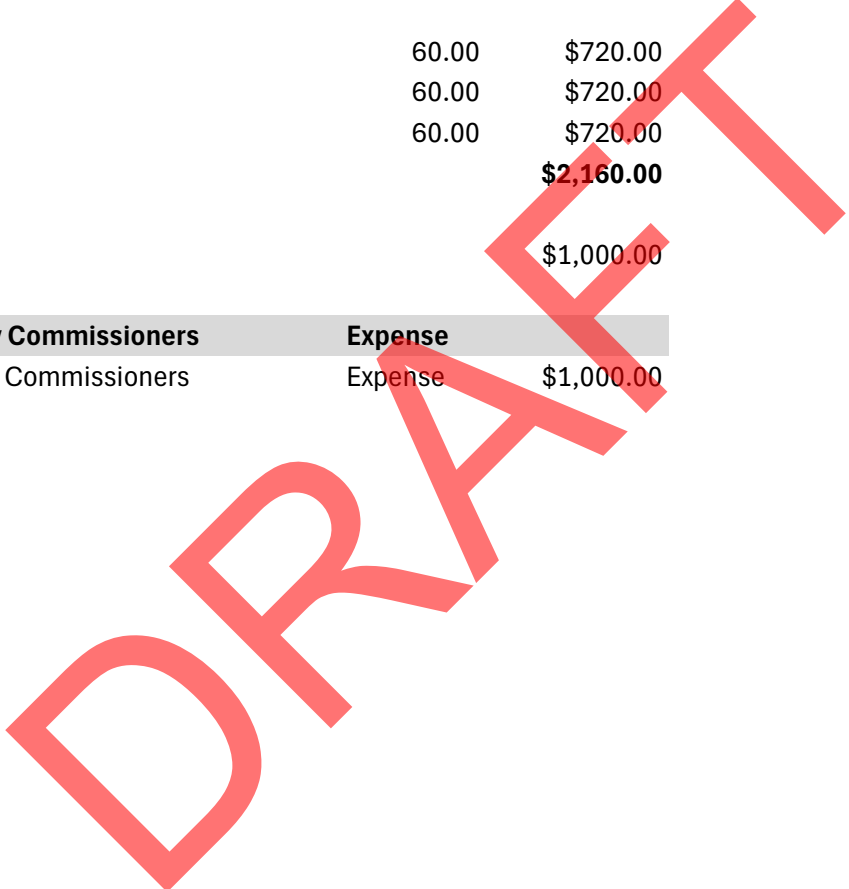 60.00 $720.00
60.00 $720.00
60.00 $720.00
$2,160.00
$1,000.00
Commissioners Expense
Commissioners Expense $1,000.00
DRAFT